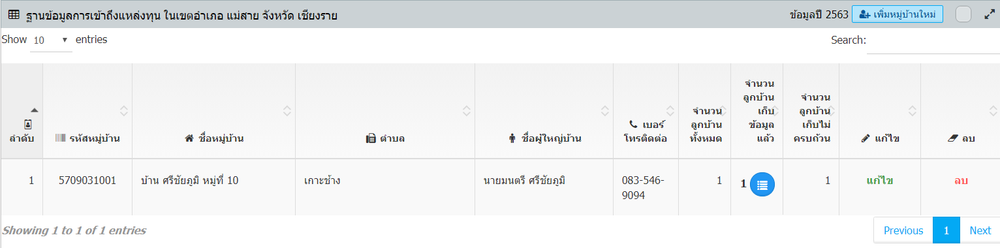 ฐานข้อมูลการเข้าถึงแหล่งทุน ในเขตอำเภอ แม่สาย จังหวัด เชียงราย
ข้อมูลปี 2563
เพิ่มหมู่บ้านใหม่
Show 10 entries
Search:
ลำดับ
รหัสหมู่บ้าน
ชื่อหมู่บ้าน
ตำบล
ชื่อผู้ใหญ่บ้าน
เบอร์
โทรติดต่อ
จำนวน
ลูกบ้าน
ทั้งหมด
จำนวน
ลูกบ้าน
เก็บ
ข้อมูล
แล้ว
จำนวน
ลูกบ้าน
เก็บไม่
ครบถ้วน
แก้ไข
ลบ
1
5709031001
บ้าน ศรีชัยภูมิ หมู่ที่ 10
เกาะช้าง
นายมนตรี ศรีชัยภูมิ
083-546-
9094
1
1
1
แก้ไข
ลบ
Showing 1 to 1 of 1 entries
Previous 1 Next